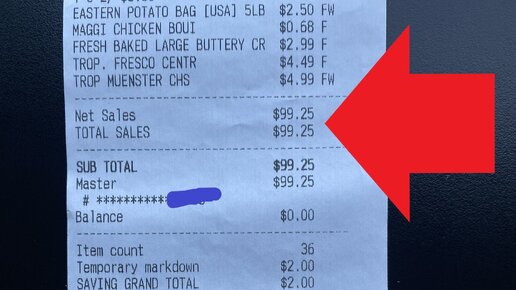 EASTERN POTATO BAG [USA] 5LB $2.50 FW
MAGGI CHICKEN BOUI $0.68 F
FRESH BAKED LARGE BUTTERY CR $2.99 F
TROP. FRESCO CENTR $4.49 F
TROP MUENSTER CHS $4.99 FW
Net Sales $99.25
TOTAL SALES $99.25
SUB TOTAL $99.25
Master $99.25
# ***********
Balance $0.00
Item count 36
Temporary markdown $2.00
SAVING GRAND TOTAL $2.00